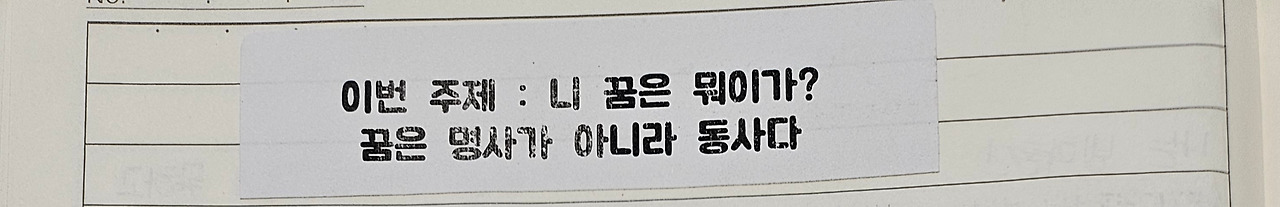 No.
이번 주제 : 니 꿈은 뭐이가?
꿈은 명사가 아니라 동사다